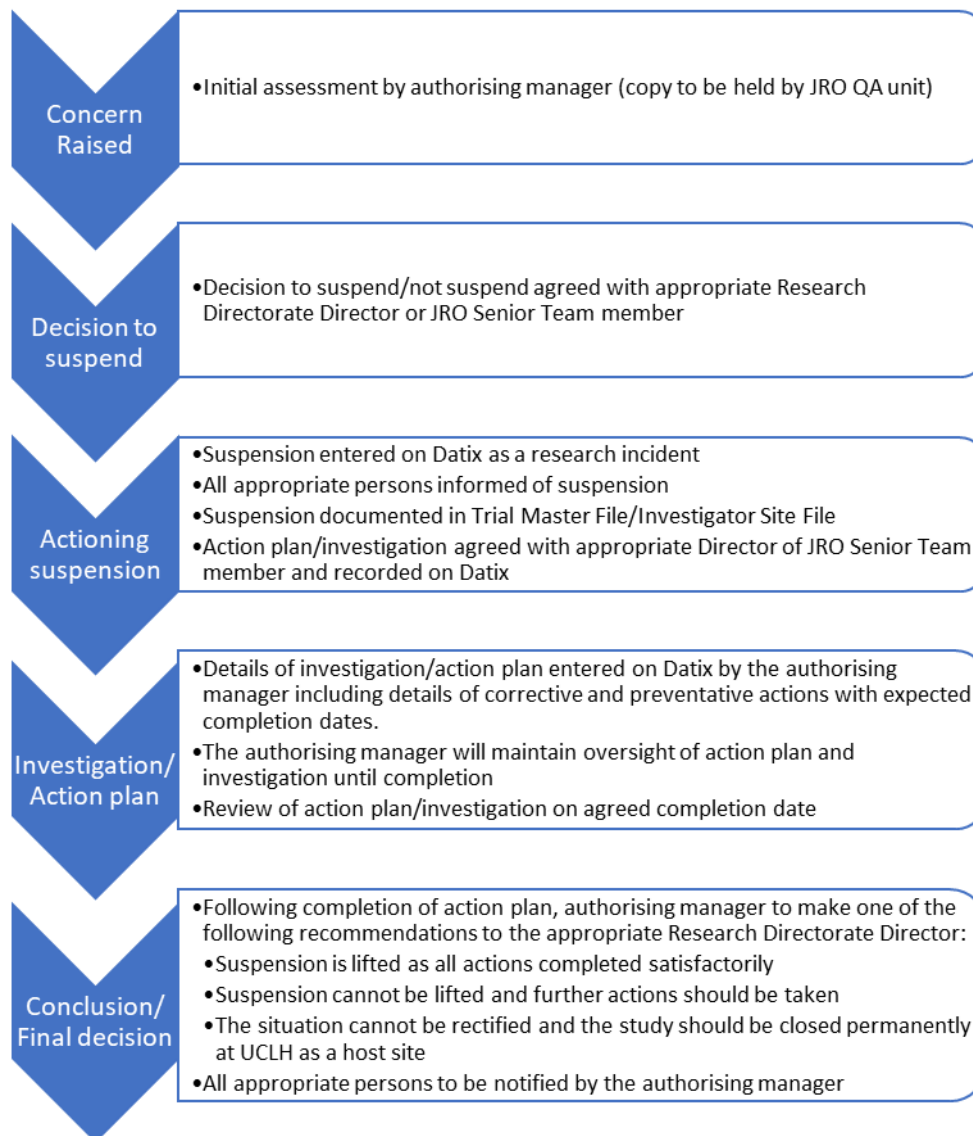 Concern
Raised
•Initial assessment by authorising manager (copy to be held by JRO QA unit)
Decision to
suspend
•Decision to suspend/not suspend agreed with appropriate Research
Directorate Director or JRO Senior Team member
Actioning
suspension
•Suspension entered on Datix as a research incident
•All appropriate persons informed of suspension
•Suspension documented in Trial Master File/Investigator Site File
•Action plan/investigation agreed with appropriate Director of JRO Senior Team
member and recorded on Datix
Investigation/
Action plan
•Details of investigation/action plan entered on Datix by the authorising
manager including details of corrective and preventative actions with expected
completion dates.
•The authorising manager will maintain oversight of action plan and
investigation until completion
•Review of action plan/investigation on agreed completion date
Conclusion/
Final decision
•Following completion of action plan, authorising manager to make one of the
following recommendations to the appropriate Research Directorate Director:
•Suspension is lifted as all actions completed satisfactorily
•Suspension cannot be lifted and further actions should be taken
•The situation cannot be rectified and the study should be closed permanently
at UCLH as a host site
•All appropriate persons to be notified by the authorising manager